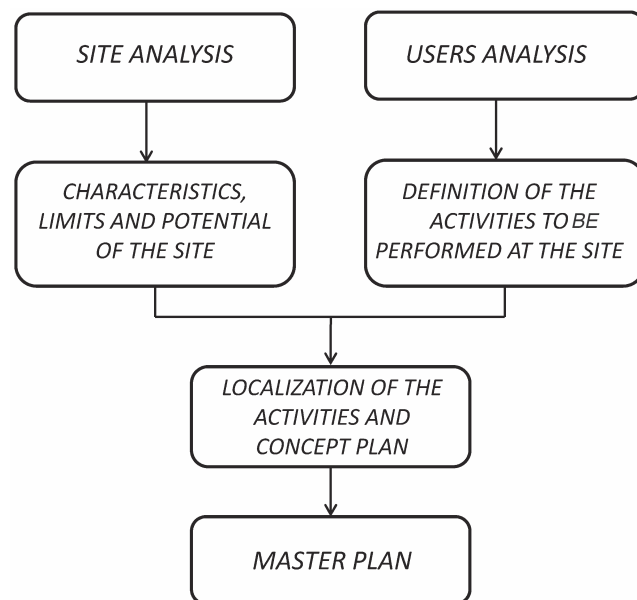 SITE ANALYSIS
USERS ANALYSIS
CHARACTERISTICS,
LIMITS AND POTENTIAL
OF THE SITE
DEFINITION OF THE
ACTIVITIES TO BE
PERFORMED AT THE SITE
LOCALIZATION OF THE
ACTIVITIES AND
CONCEPT PLAN
MASTER PLAN